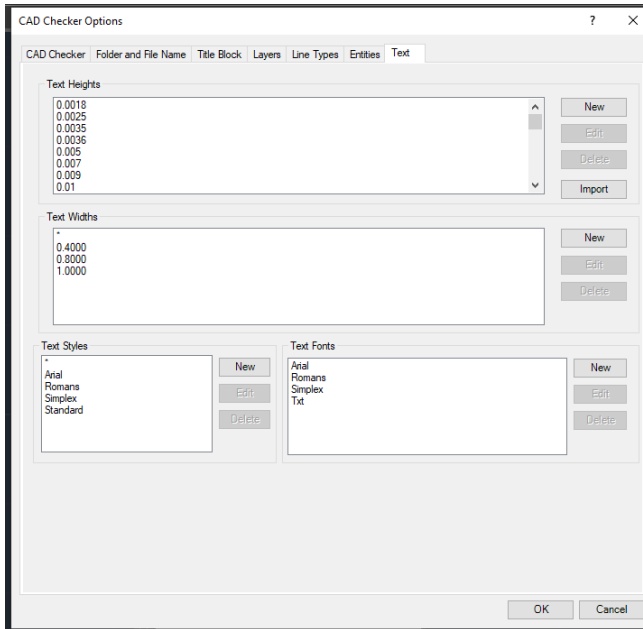 CAD Checker Options
?
CAD Checker Folder and File Name Title Block Layers Line Types Entities Text
Text Heights
0.0018
0.0025
0.0035
0.0036
0.005
0.007
0.009
0.01
New
Edit
Delete
Import
Text Widths
*
0.4000
0.8000
1.0000
New
Edit
Delete
Text Styles
*
Arial
Romans
Simplex
Standard
New
Edit
Delete
Text Fonts
Arial
Romans
Simplex
Txt
New
Edit
Delete
OK Cancel